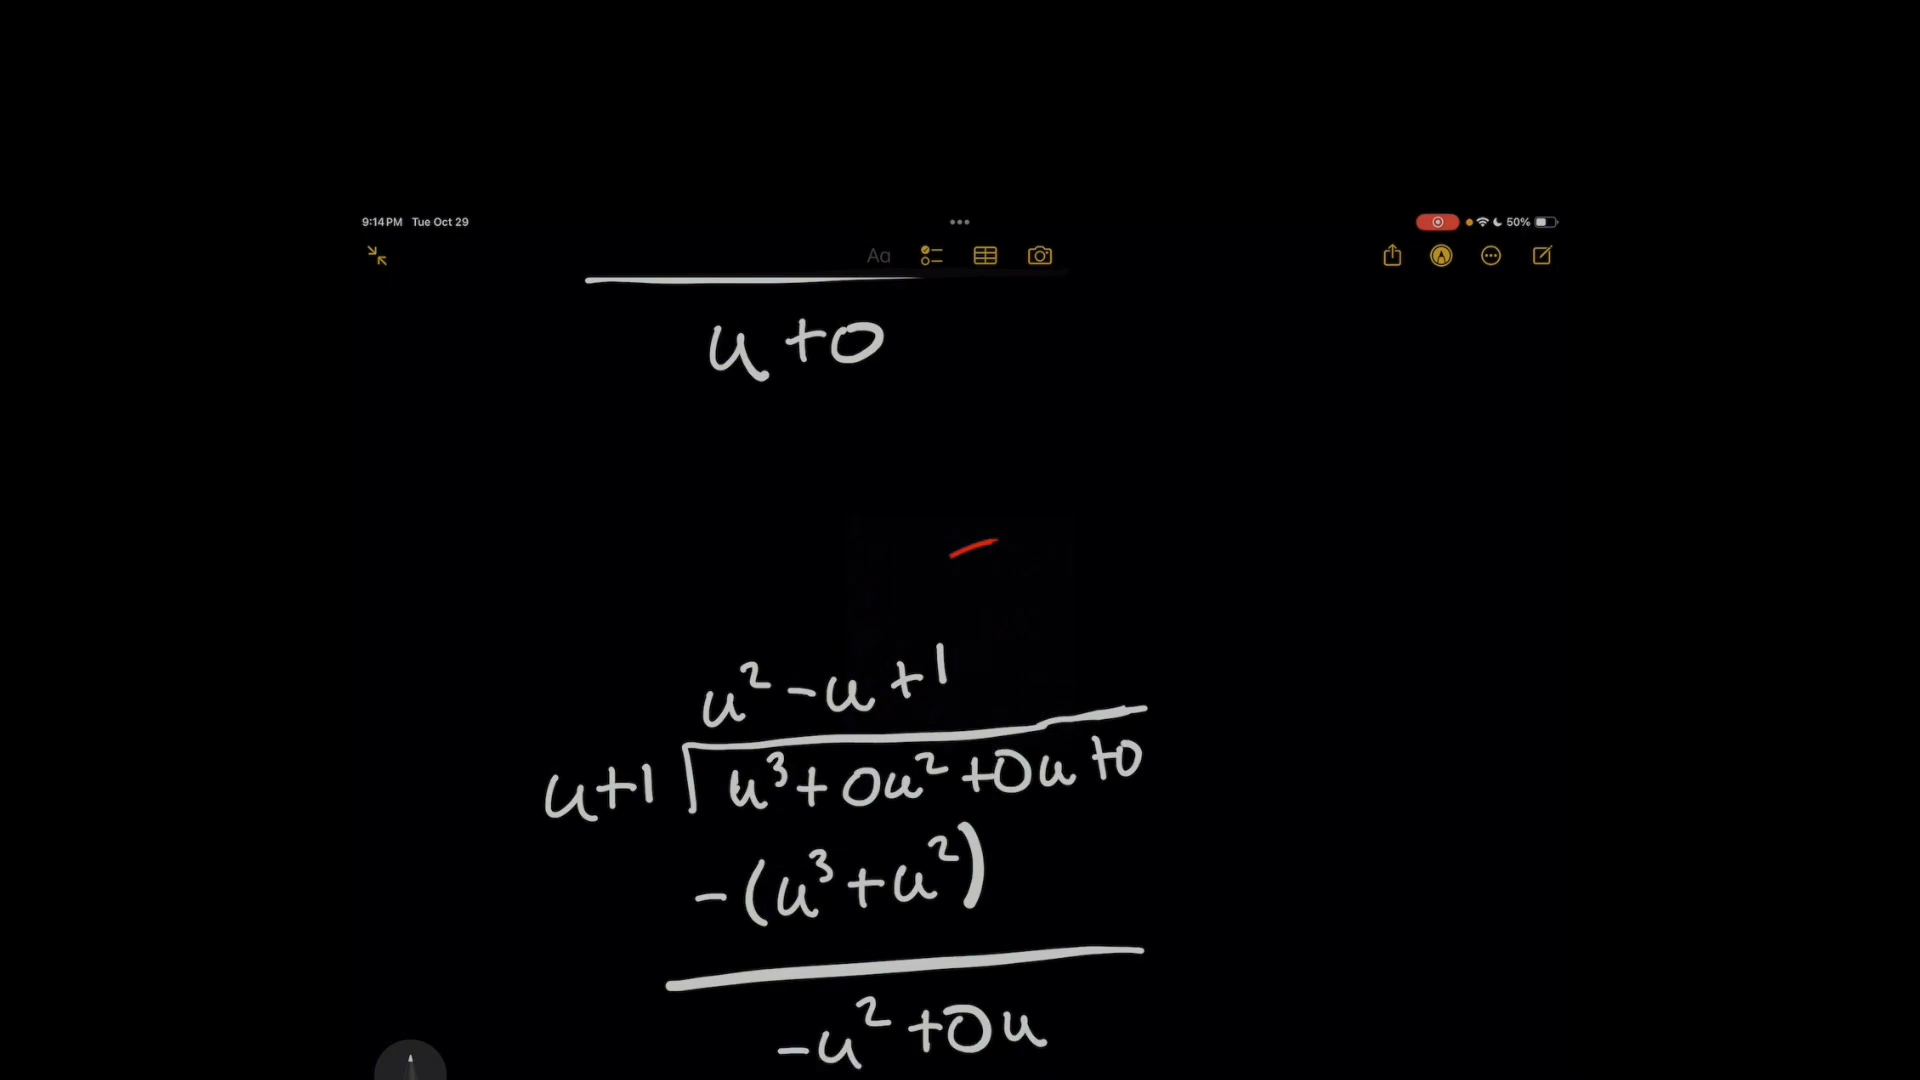 9:14 PM Tue Oct 29
50%
Aa
u + 0
u² - u + 1
u+1 u³ + 0u² + 0u + 0
-(u³ + u²)
-u² + 0u